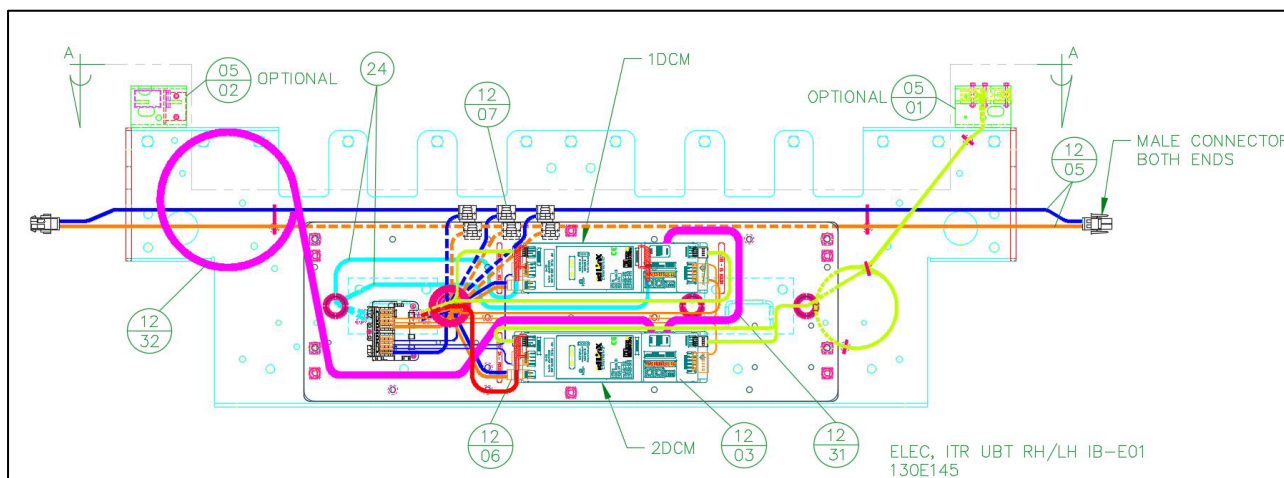 A
05
02
OPTIONAL
24
12
07
1DCM
OPTIONAL
05
01
A
12
05
MALE CONNECTOR
BOTH ENDS
12
32
12
06
2DCM
12
03
12
31
ELEC, ITR UBT RH/LH IB-E01
130E145